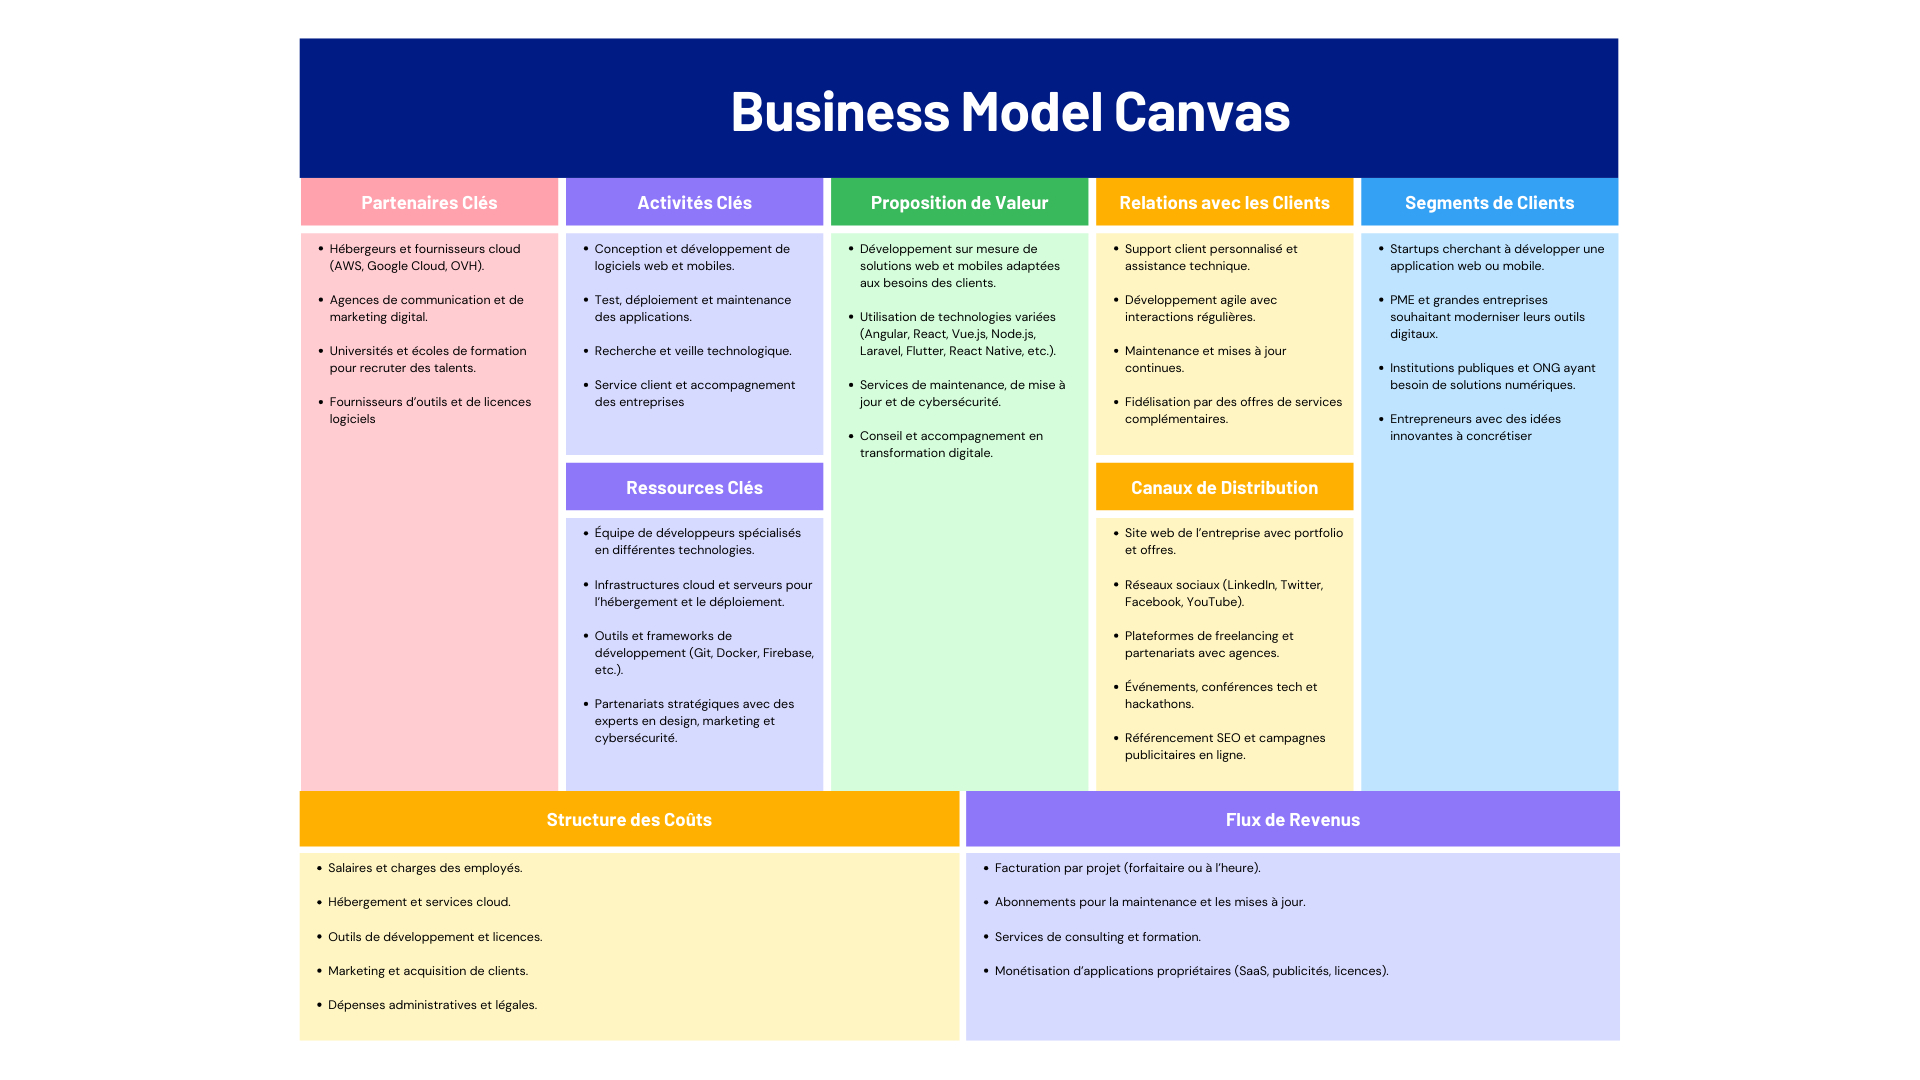 Business Model Canvas
Partenaires Clés
Hébergeurs et fournisseurs cloud
(AWS, Google Cloud, OVH).
Agences de communication et de
marketing digital.
Universités et écoles de formation
pour recruter des talents.
Fournisseurs d’outils et de licences
logiciels
Activités Clés
Conception et développement de
logiciels web et mobiles.
Test, déploiement et maintenance
des applications.
Recherche et veille technologique.
Service client et accompagnement
des entreprises
Ressources Clés
Équipe de développeurs spécialisés
en différentes technologies.
Infrastructures cloud et serveurs pour
l’hébergement et le déploiement.
Outils et frameworks de
développement (Git, Docker, Firebase,
etc.).
Partenariats stratégiques avec des
experts en design, marketing et
cybersécurité.
Proposition de Valeur
Développement sur mesure de
solutions web et mobiles adaptées
aux besoins des clients.
Utilisation de technologies variées
(Angular, React, Vue.js, Node.js,
Laravel, Flutter, React Native, etc.).
Services de maintenance, de mise à
jour et de cybersécurité.
Conseil et accompagnement en
transformation digitale.
Relations avec les Clients
Support client personnalisé et
assistance technique.
Développement agile avec
interactions régulières.
Maintenance et mises à jour
continues.
Fidélisation par des offres de services
complémentaires.
Canaux de Distribution
Site web de l’entreprise avec portfolio
et offres.
Réseaux sociaux (LinkedIn, Twitter,
Facebook, YouTube).
Plateformes de freelancing et
partenariats avec agences.
Événements, conférences tech et
hackathons.
Référencement SEO et campagnes
publicitaires en ligne.
Segments de Clients
Startups cherchant à développer une
application web ou mobile.
PME et grandes entreprises
souhaitant moderniser leurs outils
digitaux.
Institutions publiques et ONG ayant
besoin de solutions numériques.
Entrepreneurs avec des idées
innovantes à concrétiser
Structure des Coûts
Salaires et charges des employés.
Hébergement et services cloud.
Outils de développement et licences.
Marketing et acquisition de clients.
Dépenses administratives et légales.
Flux de Revenus
Facturation par projet (forfaitaire ou à l’heure).
Abonnements pour la maintenance et les mises à jour.
Services de consulting et formation.
Monétisation d’applications propriétaires (SaaS, publicités, licences).